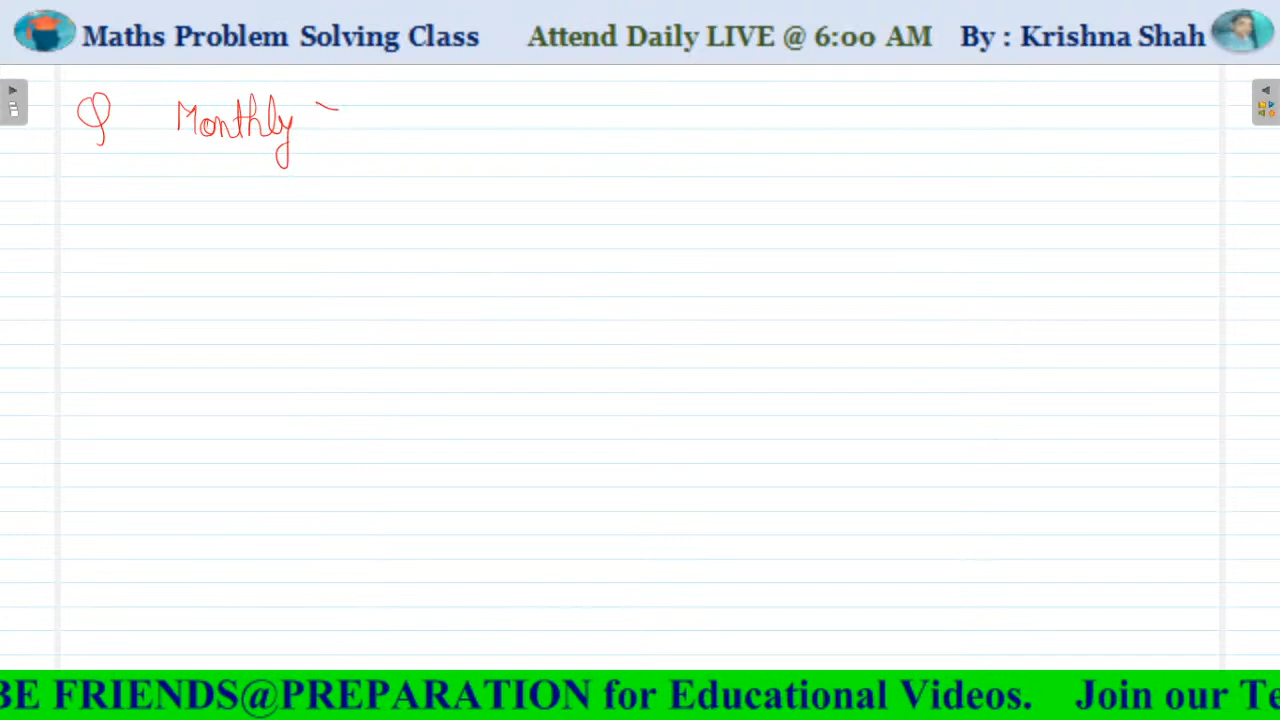 Maths Problem Solving Class Attend Daily LIVE @ 6:00 AM By : Krishna Shah
Q Monthly
BE FRIENDS@PREPARATION for Educational Videos. Join our Te